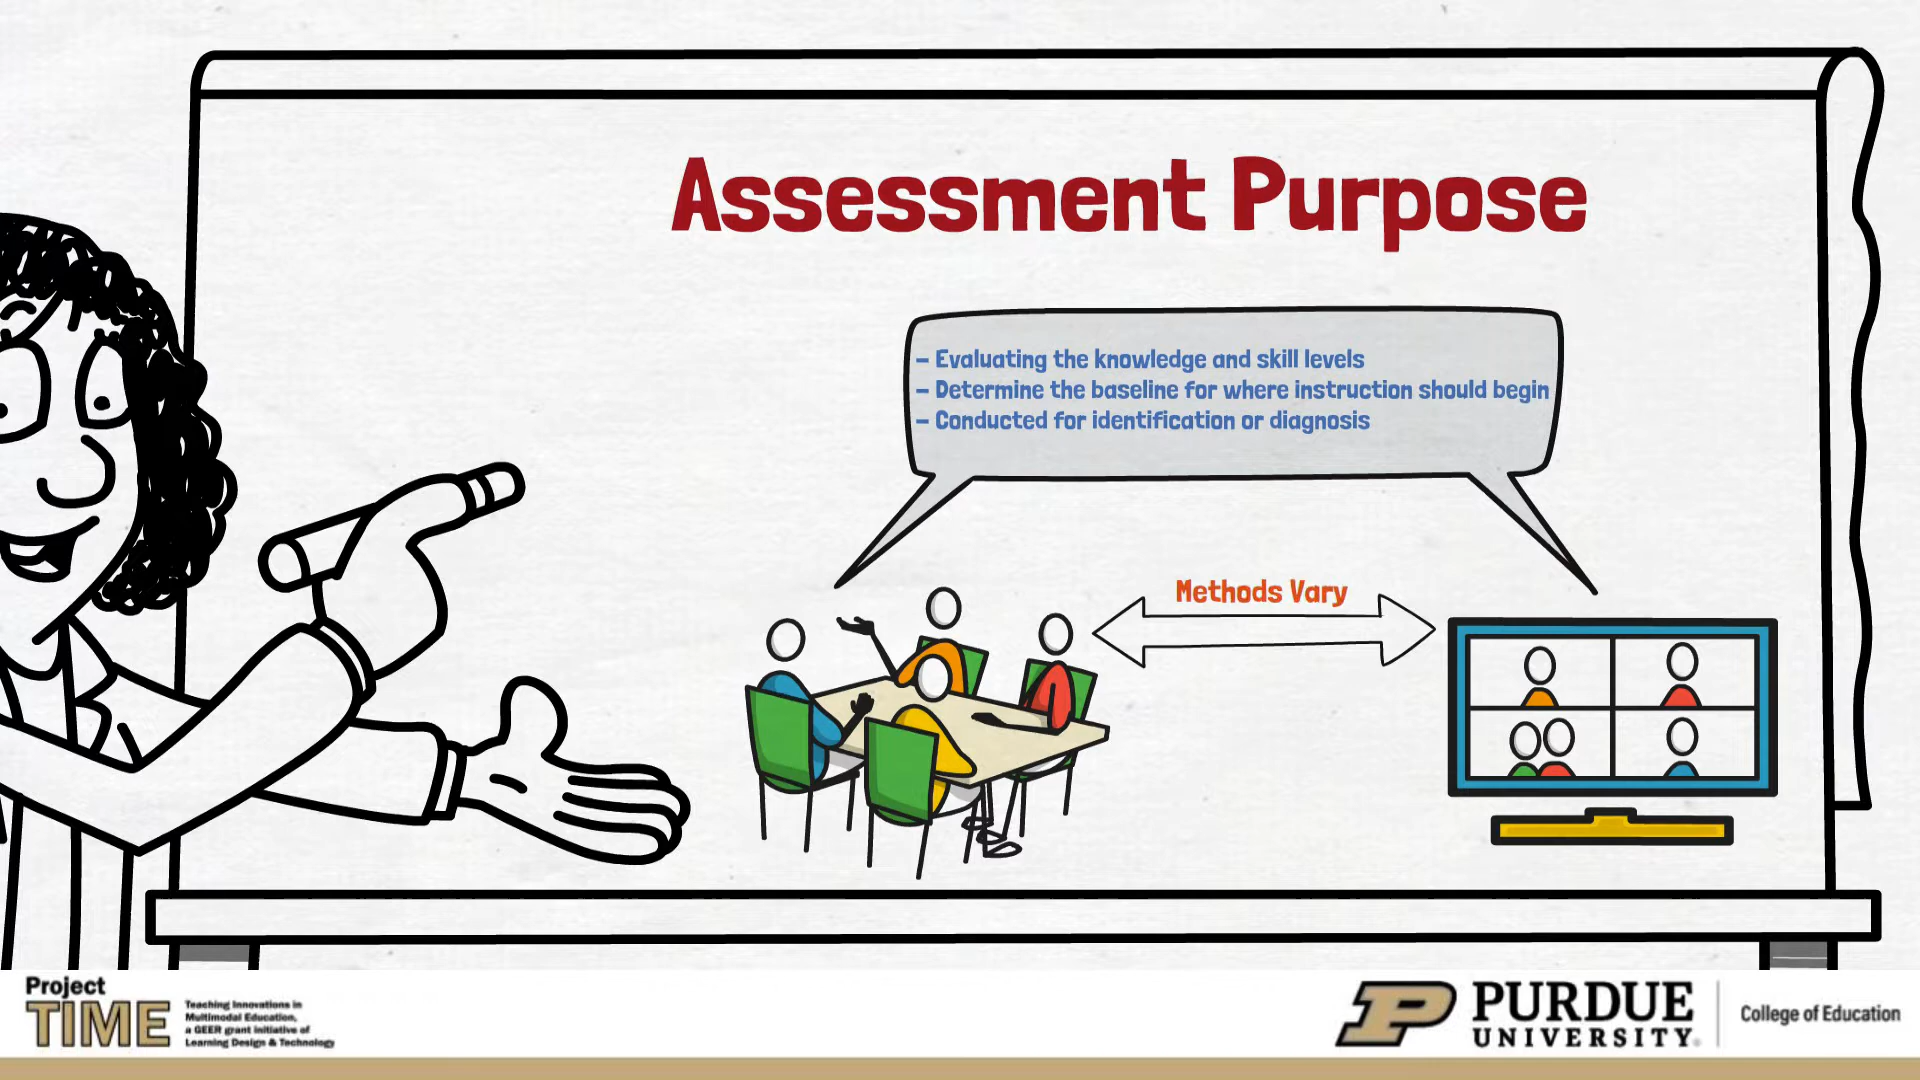 Assessment Purpose
– Evaluating the knowledge and skill levels
– Determine the baseline for where instruction should begin
– Conducted for identification or diagnosis
Methods Vary
Project
TIME
Teaching Innovations in
Multimodal Education,
a GEER grant initiative of
Learning Design & Technology
PURDUE
UNIVERSITY®
College of Education